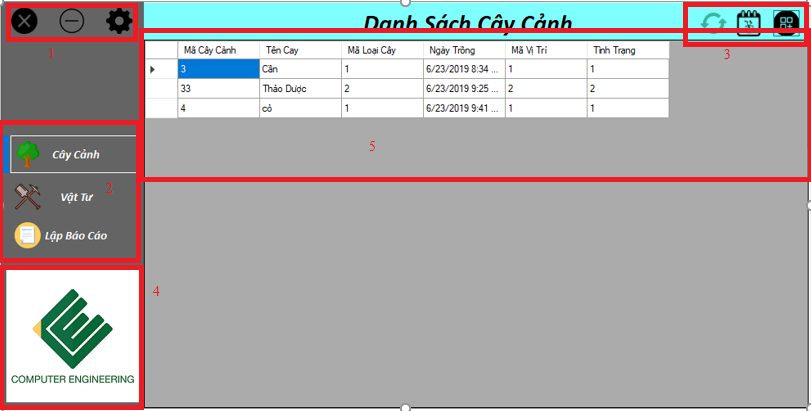 Danh Sách Cây Cảnh
1
3
Mã Cây Cảnh Tên Cay Mã Loại Cây Ngày Trồng Mã Vị Trí Tình Trạng
3 Cần 1 6/23/2019 8:34 ... 1 1
33 Thảo Dược 2 6/23/2019 9:25 ... 2 2
4 cỏ 1 6/23/2019 9:41 ... 1 1
5
Cây Cảnh
2
Vật Tư
Lập Báo Cáo
4
COMPUTER ENGINEERING